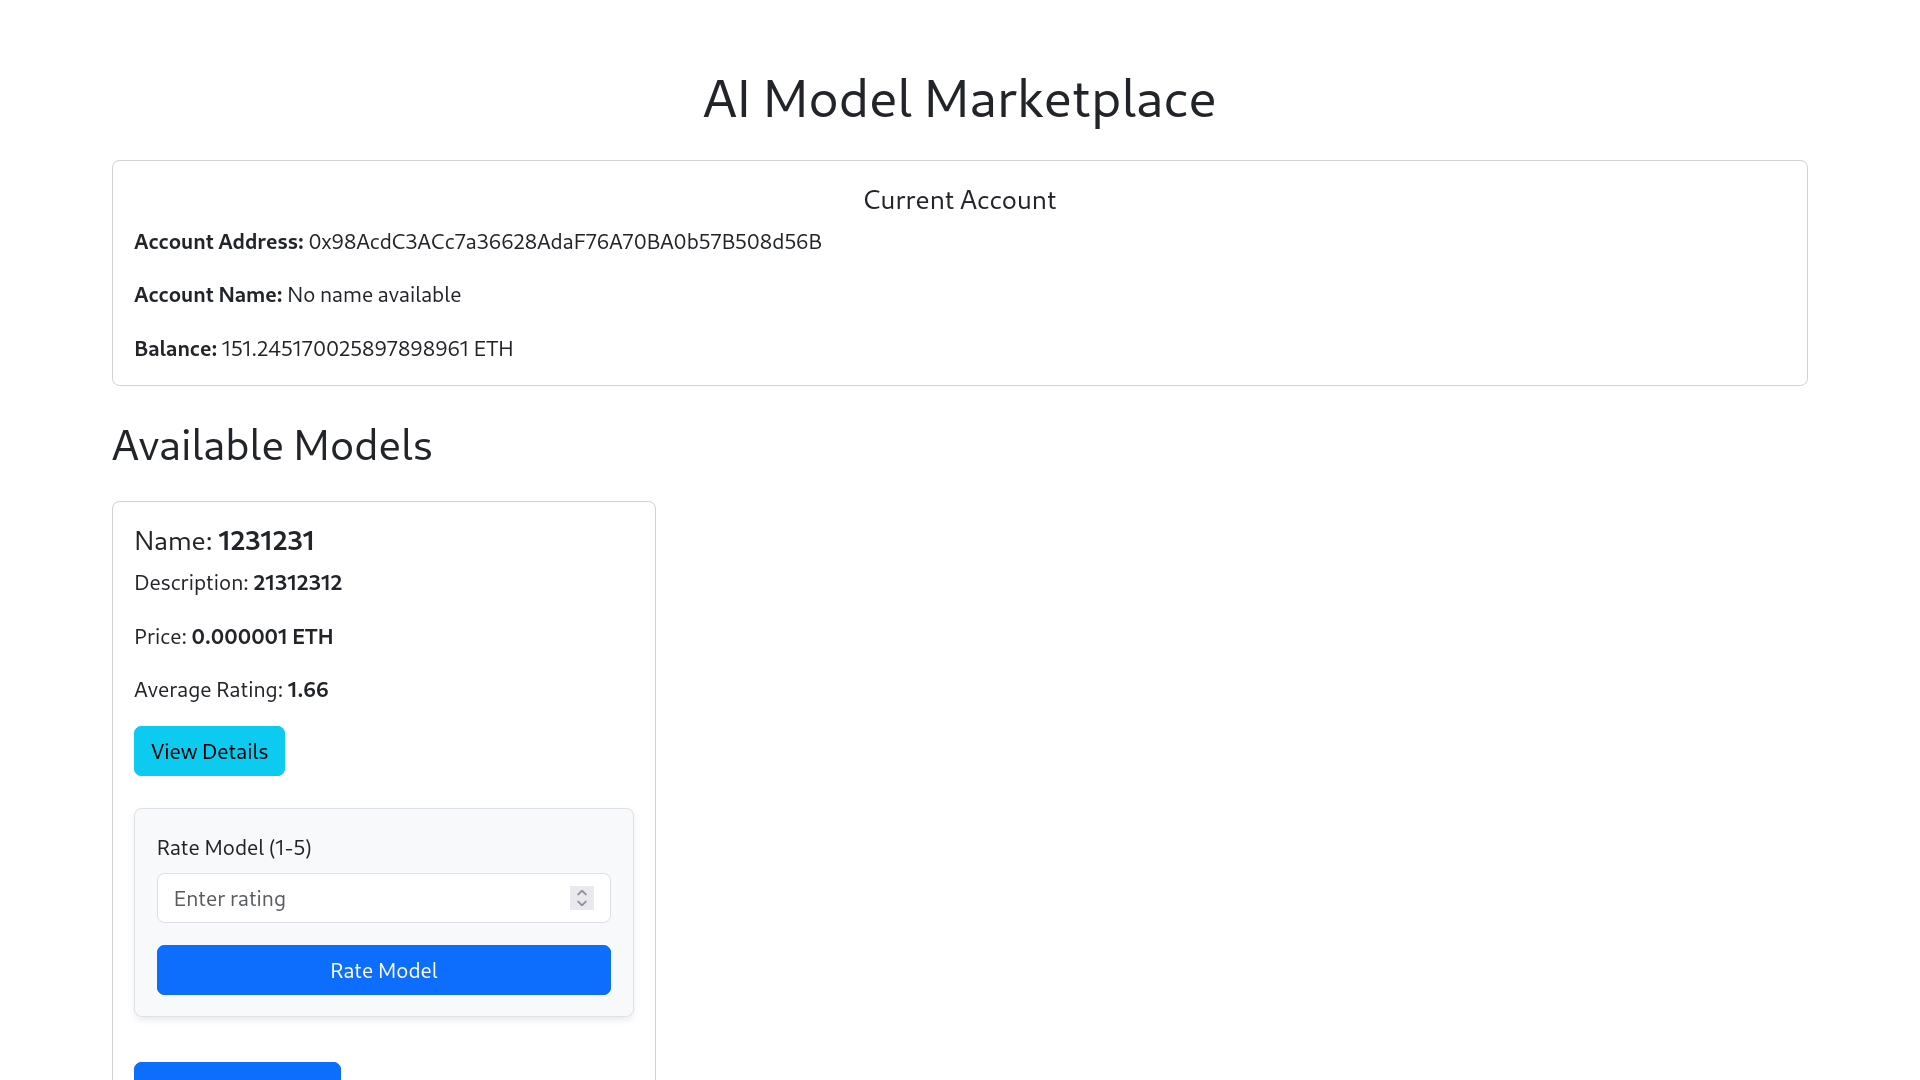 AI Model Marketplace
Current Account
Account Address: 0x98AcdC3ACc7a36628AdaF76A70BA0b57B508d56B
Account Name: No name available
Balance: 151.245170025897898961 ETH
Available Models
Name: 1231231
Description: 21312312
Price: 0.000001 ETH
Average Rating: 1.66
View Details
Rate Model (1-5)
Enter rating
Rate Model